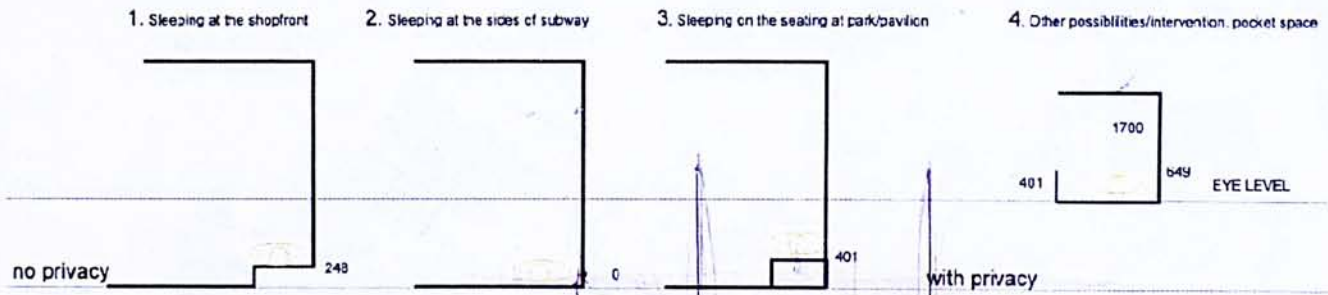 1. Sleeping at the shopfront
2. Sleeping at the sides of subway
3. Sleeping on the seating at park/pavilion
4. Other possiblilities/intervention. pocket space
1700
401
649
EYE LEVEL
no privacy
248
0
401
with privacy